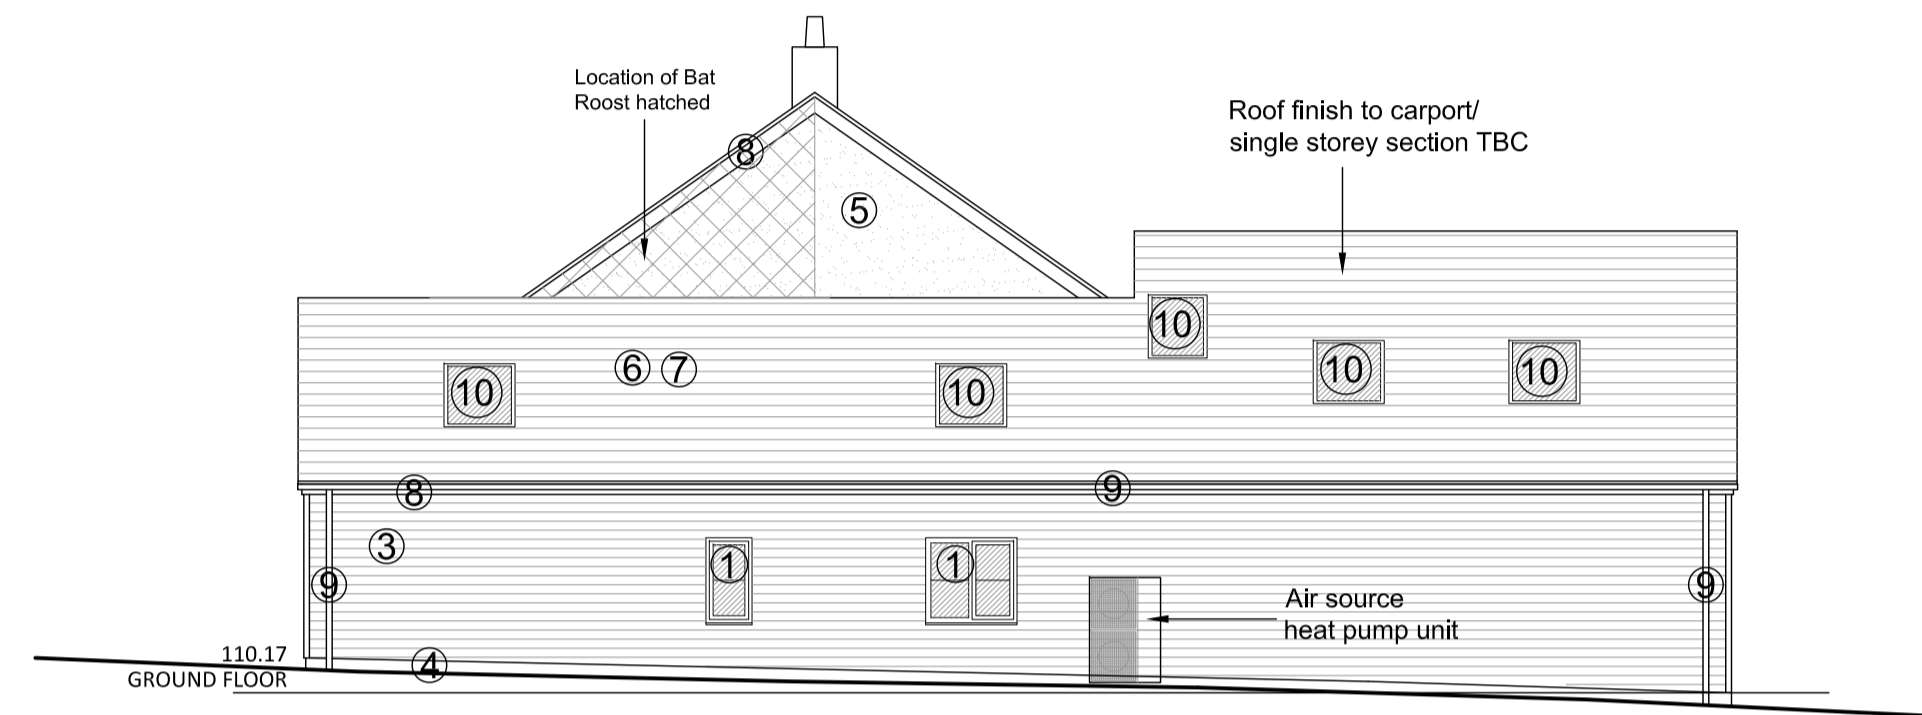 Location of Bat
Roost hatched
Roof finish to carport/
single storey section TBC
8
5
10
6 7
10
10
10
10
8
9
3
1
1
9
9
Air source
heat pump unit
110.17
GROUND FLOOR
4